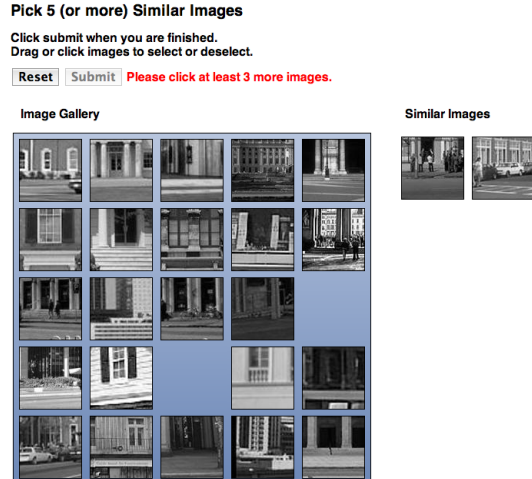 Pick 5 (or more) Similar Images
Click submit when you are finished.
Drag or click images to select or deselect.
Reset Submit Please click at least 3 more images.
Image Gallery
Similar Images